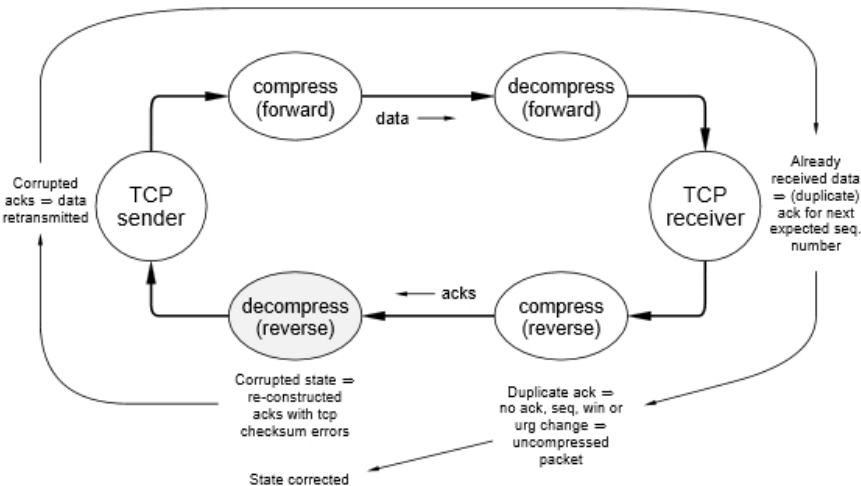 compress
(forward)
decompress
(forward)
data
TCP
sender
TCP
receiver
Corrupted
acks = data
retransmitted
Already
received data
= (duplicate)
ack for next
expected seq.
number
decompress
(reverse)
acks
compress
(reverse)
Corrupted state =
re-constructed
acks with tcp
checksum errors
Duplicate ack =
no ack, seq, win or
urg change =
uncompressed
packet
State corrected